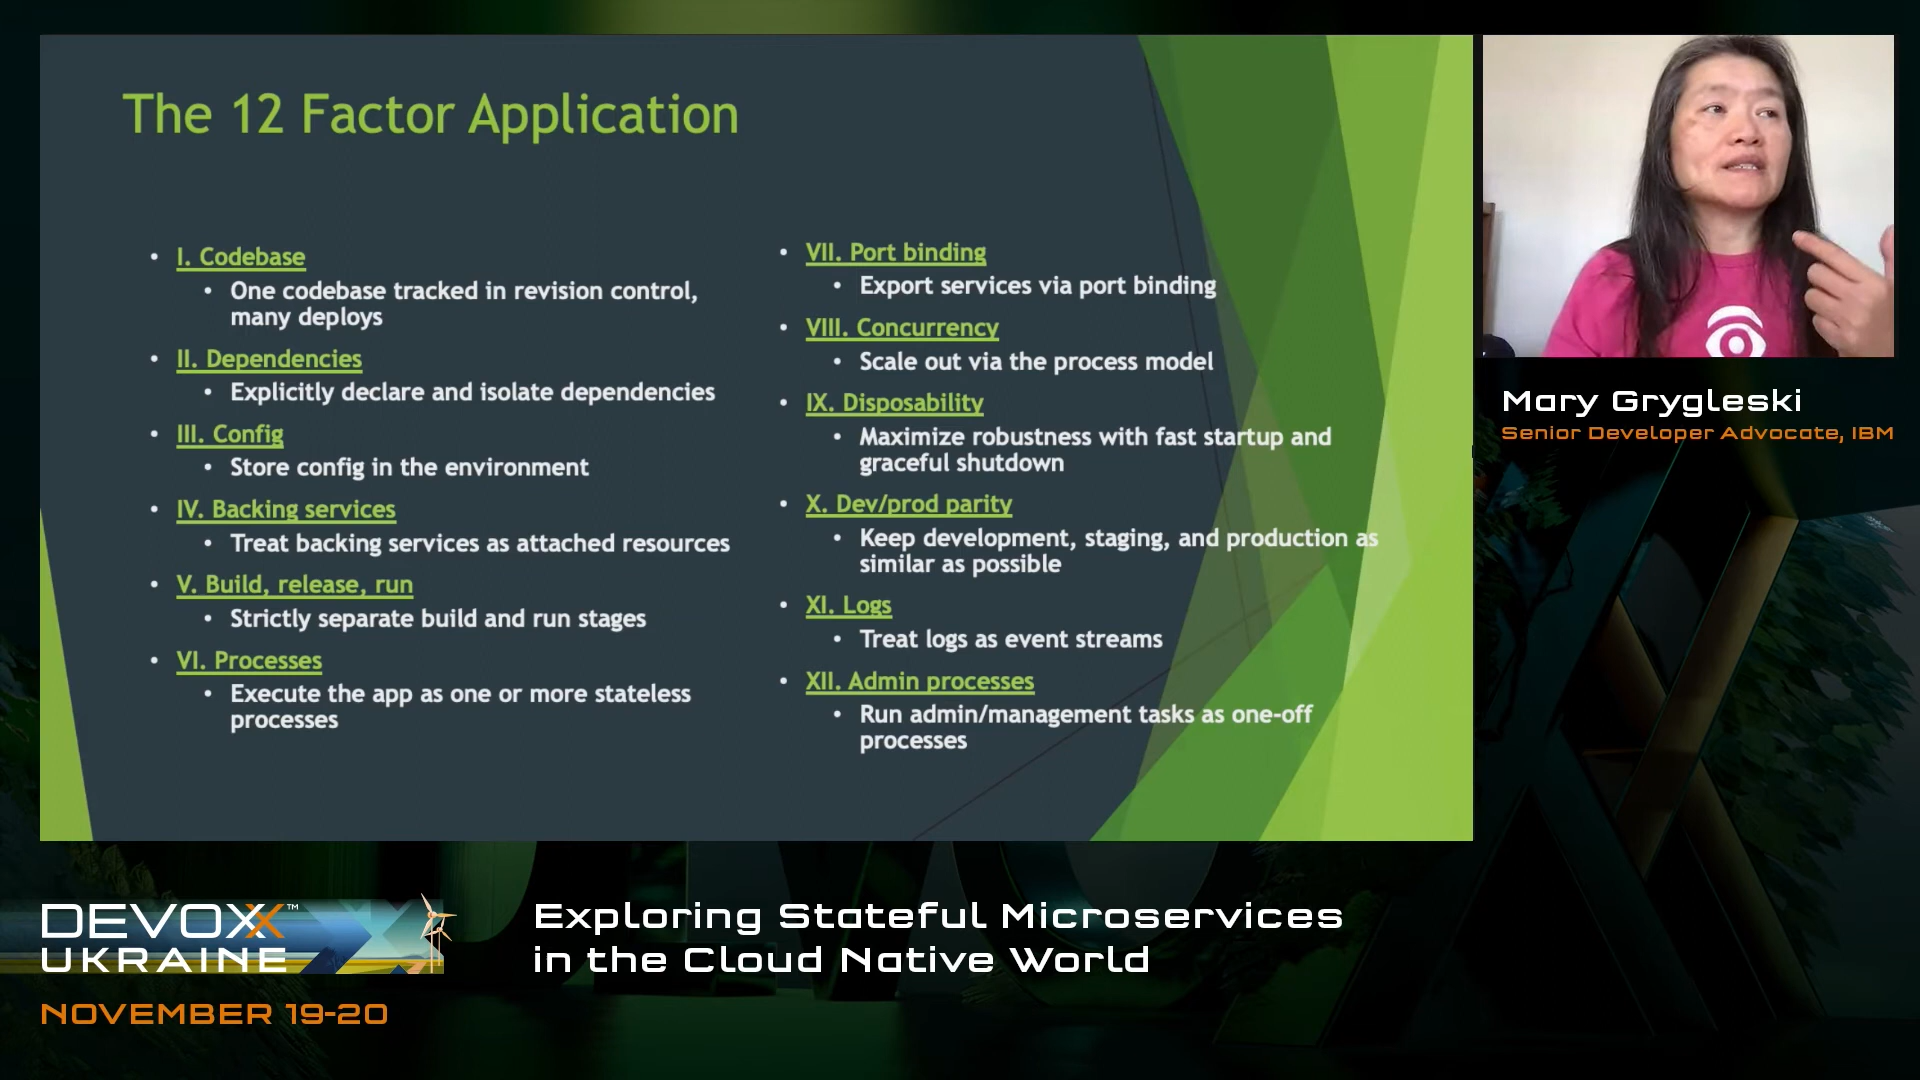 The 12 Factor Application
• I. Codebase
• One codebase tracked in revision control,
many deploys
• II. Dependencies
• Explicitly declare and isolate dependencies
• III. Config
• Store config in the environment
• IV. Backing services
• Treat backing services as attached resources
• V. Build, release, run
• Strictly separate build and run stages
• VI. Processes
• Execute the app as one or more stateless
processes
• VII. Port binding
• Export services via port binding
• VIII. Concurrency
• Scale out via the process model
• IX. Disposability
• Maximize robustness with fast startup and
graceful shutdown
• X. Dev/prod parity
• Keep development, staging, and production as
similar as possible
• XI. Logs
• Treat logs as event streams
• XII. Admin processes
• Run admin/management tasks as one-off
processes
Mary Grygleski
Senior Developer Advocate, IBM
DEVOXX™
UKRAINE
NOVEMBER 19-20
Exploring Stateful Microservices
in the Cloud Native World